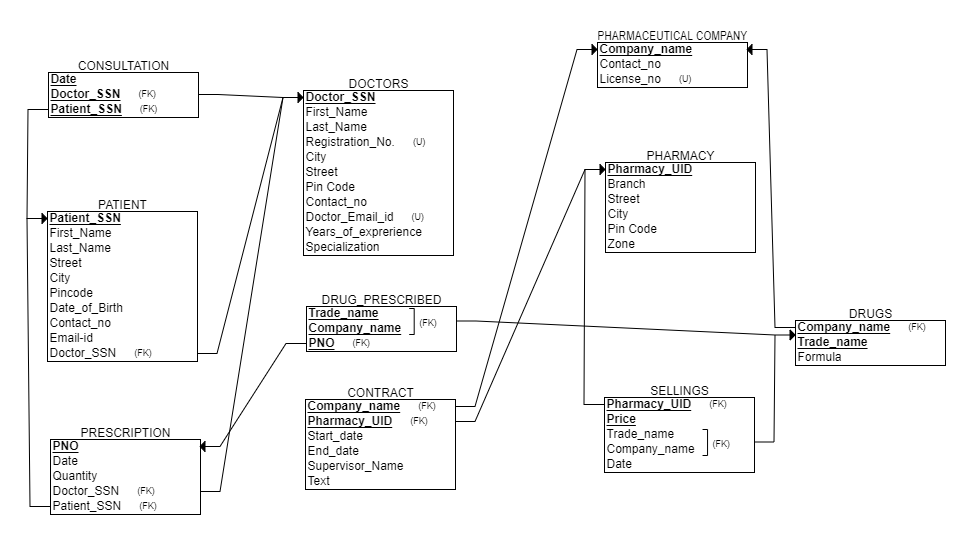 CONSULTATION
Date
Doctor_SSN (FK)
Patient_SSN (FK)
DOCTORS
Doctor_SSN
First_Name
Last_Name
Registration_No. (U)
City
Street
Pin Code
Contact_no
Doctor_Email_id (U)
Years_of_exprerience
Specialization
PHARMACEUTICAL COMPANY
Company_name
Contact_no
License_no (U)
PHARMACY
Pharmacy_UID
Branch
Street
City
Pin Code
Zone
PATIENT
Patient_SSN
First_Name
Last_Name
Street
City
Pincode
Date_of_Birth
Contact_no
Email-id
Doctor_SSN (FK)
DRUG_PRESCRIBED
Trade_name
Company_name (FK)
PNO (FK)
DRUGS
Company_name (FK)
Trade_name
Formula
CONTRACT
Company_name (FK)
Pharmacy_UID (FK)
Start_date
End_date
Supervisor_Name
Text
SELLINGS
Pharmacy_UID (FK)
Price
Trade_name
Company_name (FK)
Date
PRESCRIPTION
PNO
Date
Quantity
Doctor_SSN (FK)
Patient_SSN (FK)